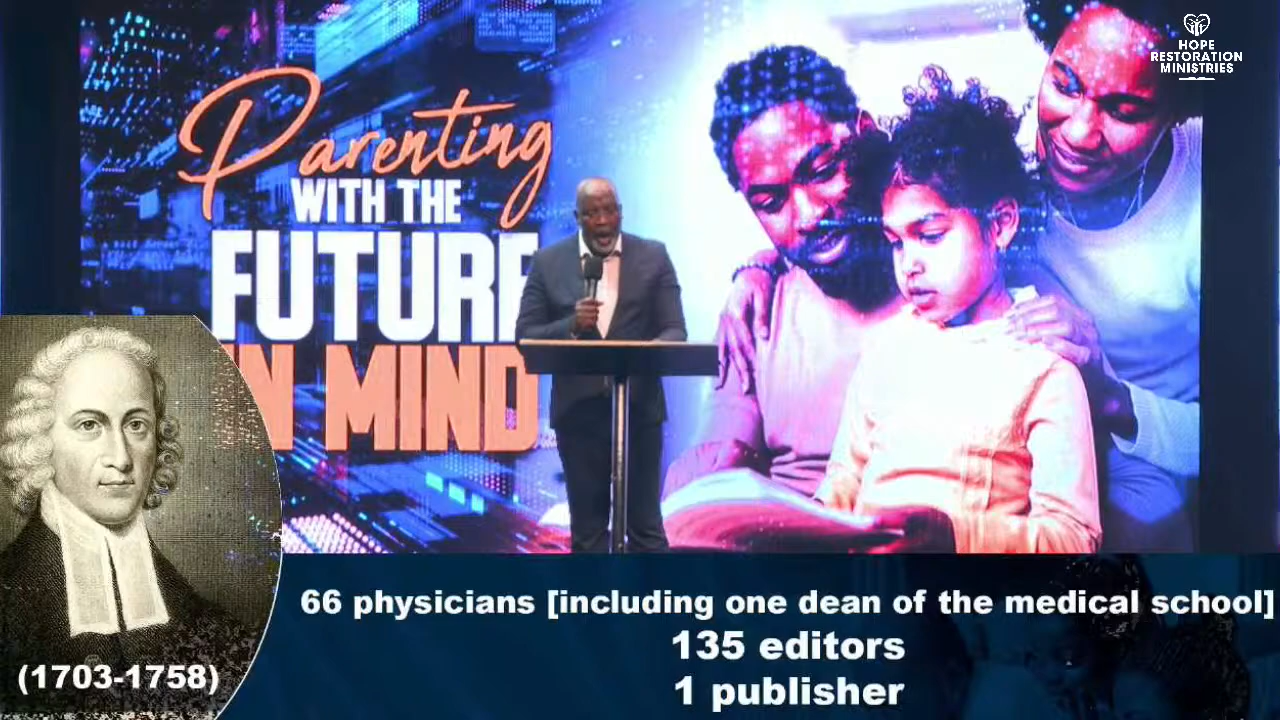 HOPE
RESTORATION
MINISTRIES
Parenting
WITH THE
FUTURE
IN MIND
(1703-1758)
66 physicians [including one dean of the medical school]
135 editors
1 publisher